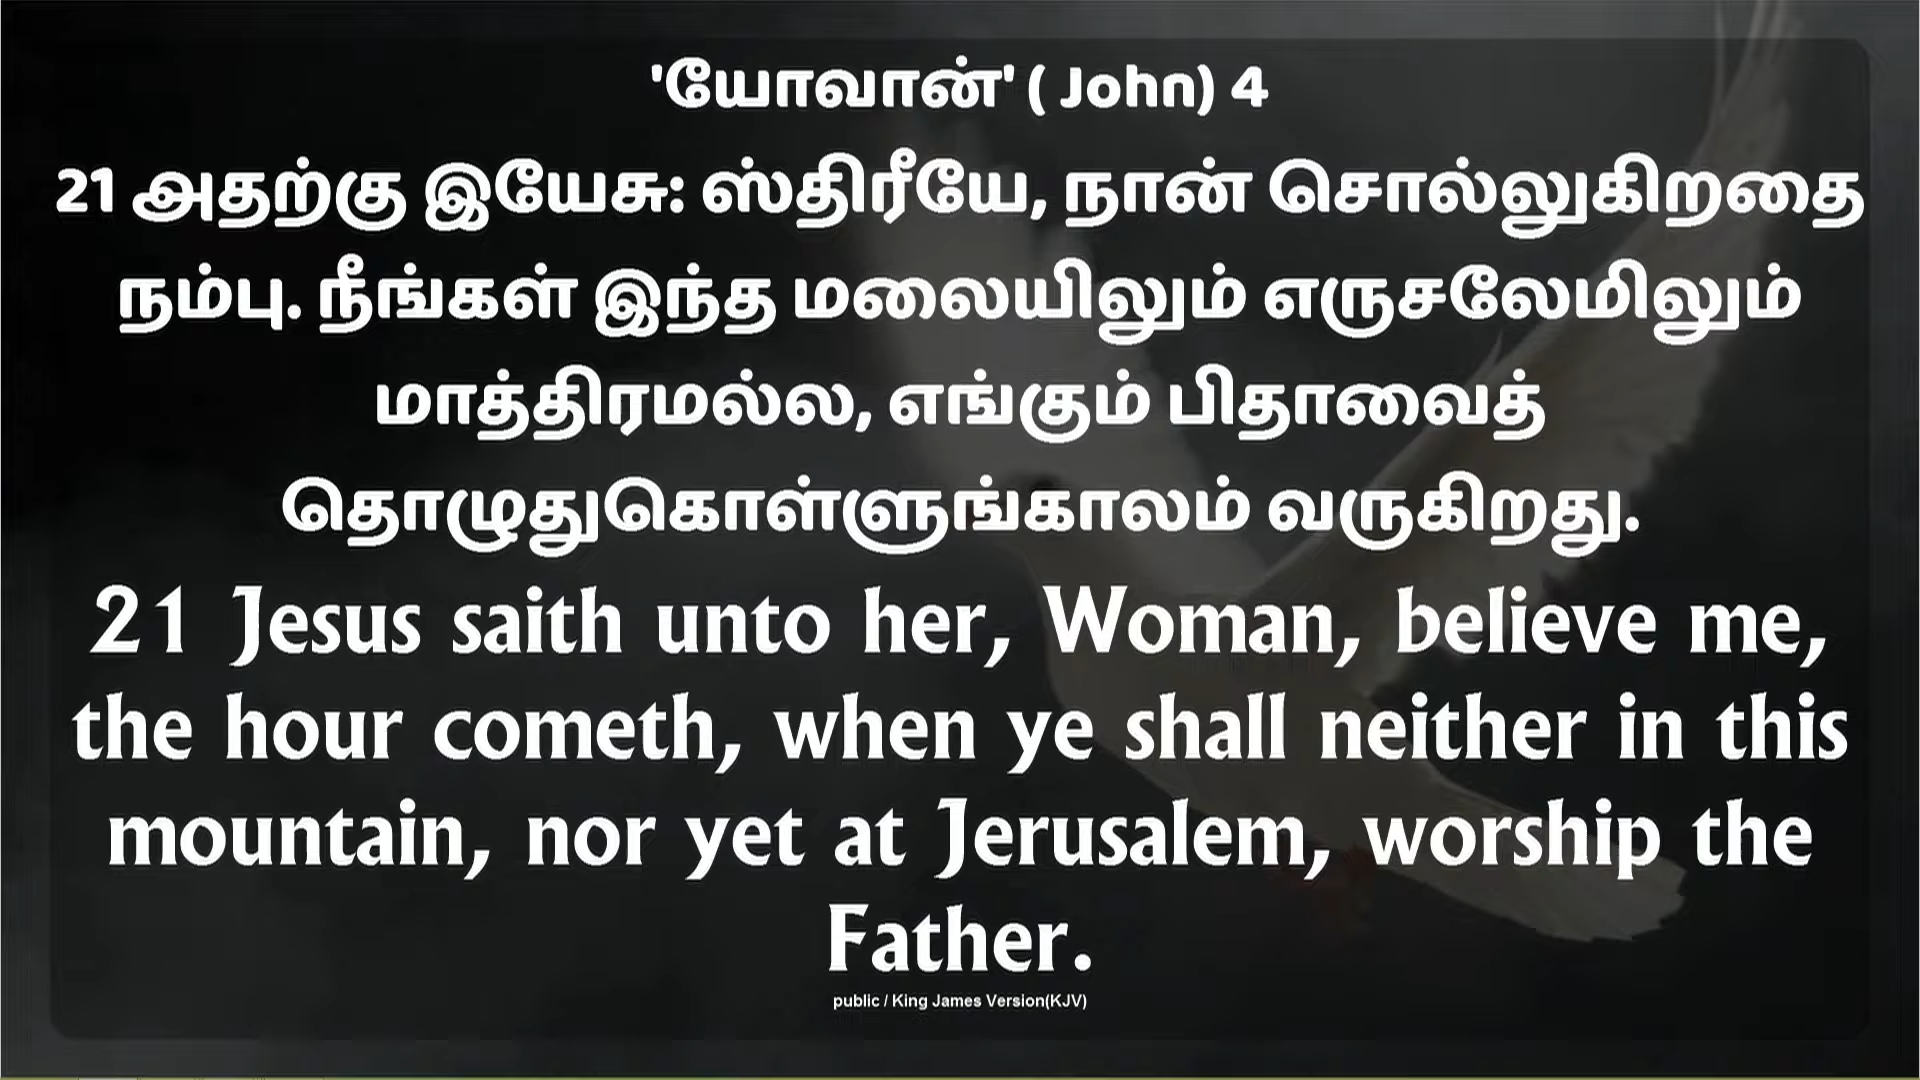 'யோவான்' ( John) 4
21 அதற்கு இயேசு: ஸ்திரீயே, நான் சொல்லுகிறதை
நம்பு. நீங்கள் இந்த மலையிலும் எருசலேமிலும்
மாத்திரமல்ல, எங்கும் பிதாவைத்
தொழுதுகொள்ளுங்காலம் வருகிறது.
21 Jesus saith unto her, Woman, believe me,
the hour cometh, when ye shall neither in this
mountain, nor yet at Jerusalem, worship the
Father.
public / King James Version(KJV)